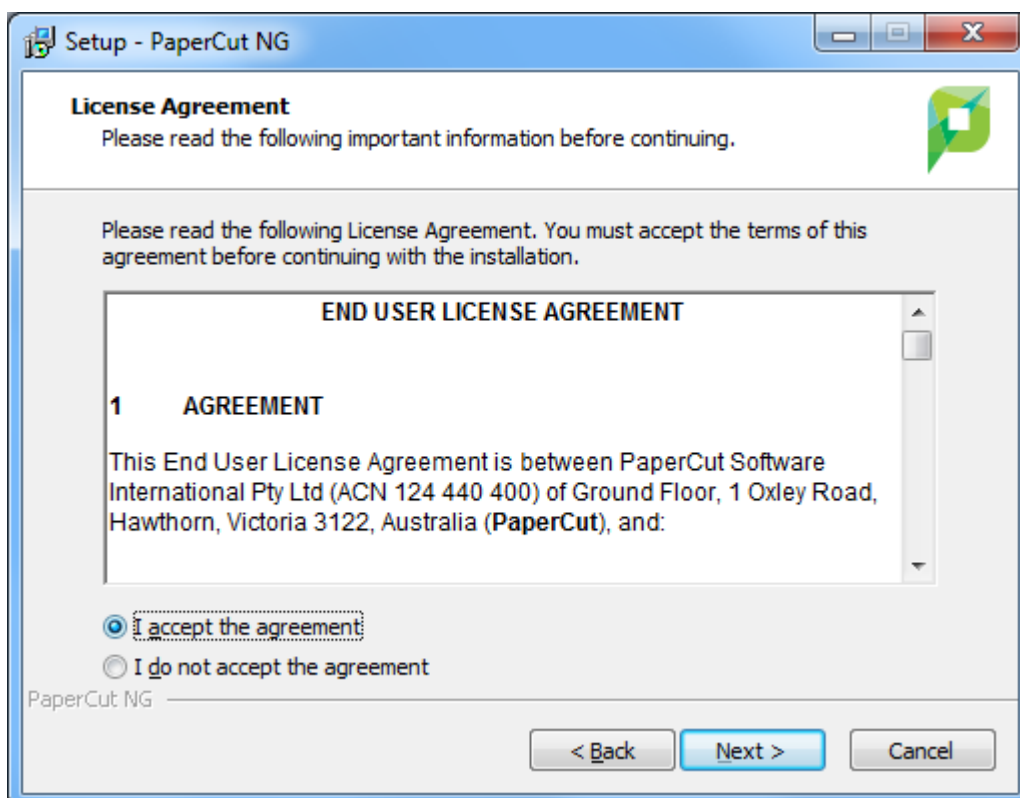 Setup - PaperCut NG
License Agreement
Please read the following important information before continuing.
Please read the following License Agreement. You must accept the terms of this
agreement before continuing with the installation.
END USER LICENSE AGREEMENT
1 AGREEMENT
This End User License Agreement is between PaperCut Software
International Pty Ltd (ACN 124 440 400) of Ground Floor, 1 Oxley Road,
Hawthorn, Victoria 3122, Australia (PaperCut), and:
I accept the agreement
I do not accept the agreement
PaperCut NG
< Back Next > Cancel